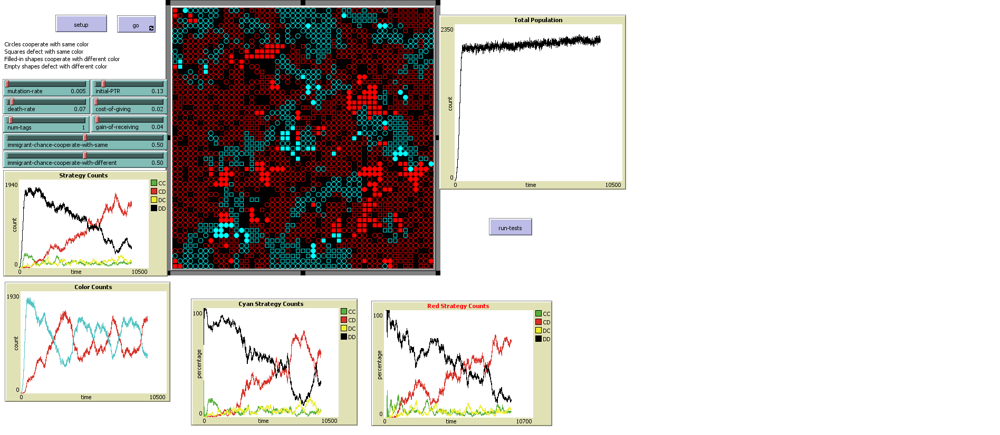 setup
go
Circles cooperate with same color
Squares defect with same color
Filled-in shapes cooperate with different color
Empty shapes defect with different color
mutation-rate 0.005
initial-PTR 0.13
death-rate 0.07
cost-of-giving 0.02
num-tags 1
gain-of-receiving 0.04
immigrant-chance-cooperate-with-same 0.50
immigrant-chance-cooperate-with-different 0.50
Strategy Counts
1940
count
0
0
time
10500
CC
CD
DC
DD
Total Population
2350
count
0
0
time
10500
run-tests
Color Counts
1930
count
0
0
time
10500
Cyan Strategy Counts
100
percentage
0
0
time
10500
CC
CD
DC
DD
Red Strategy Counts
100
percentage
0
0
time
10700
CC
CD
DC
DD